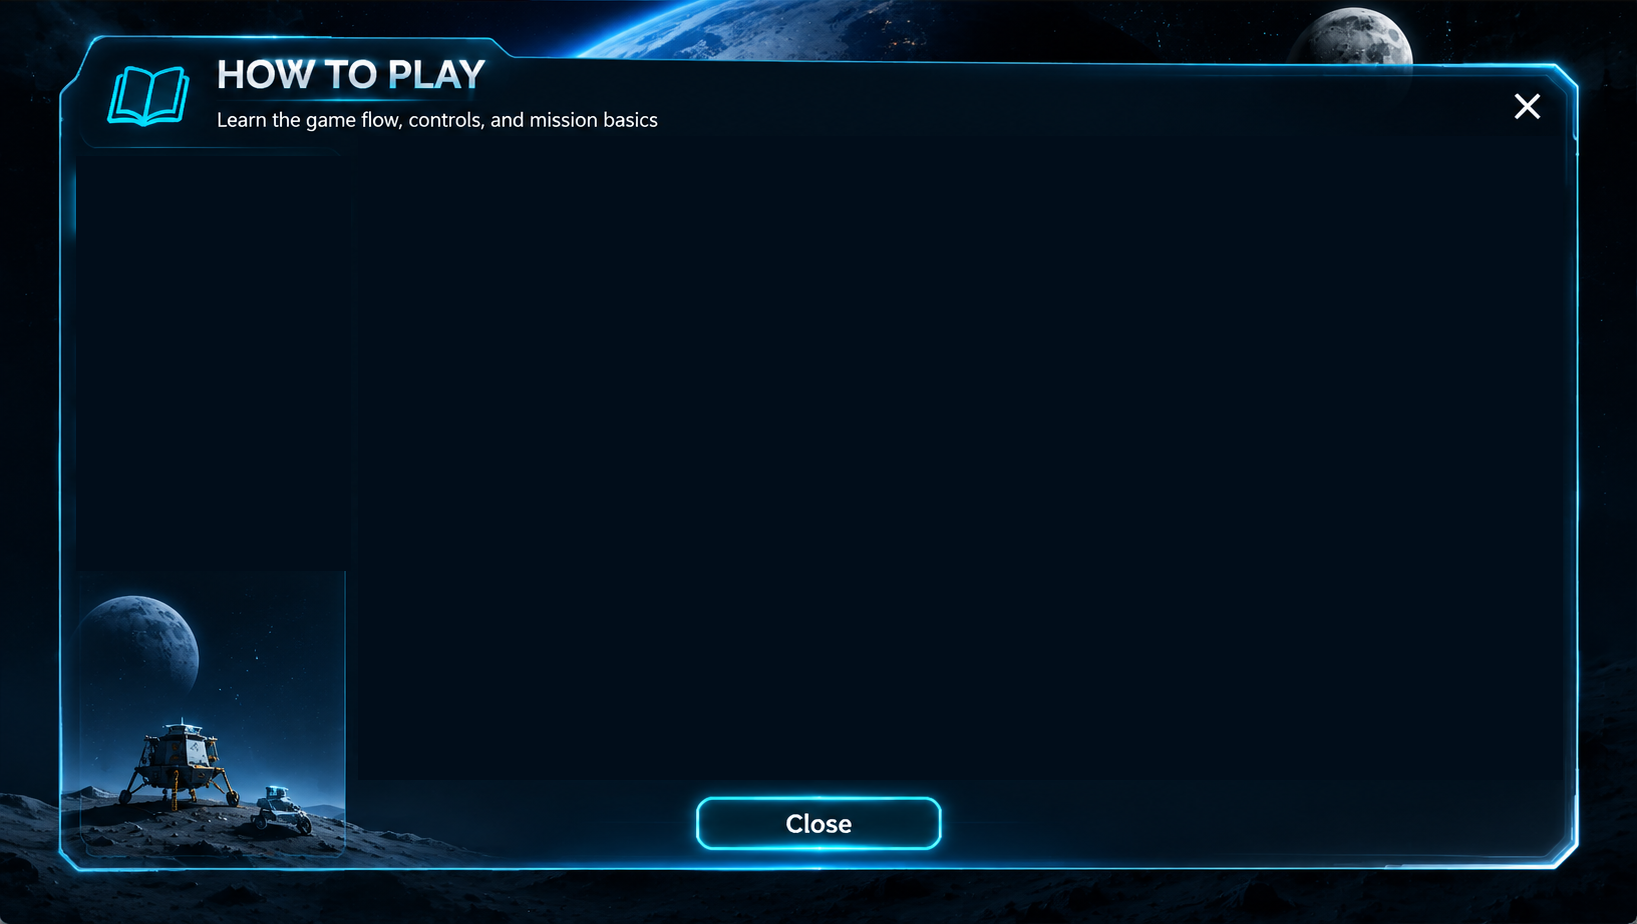 HOW TO PLAY
Learn the game flow, controls, and mission basics
Close